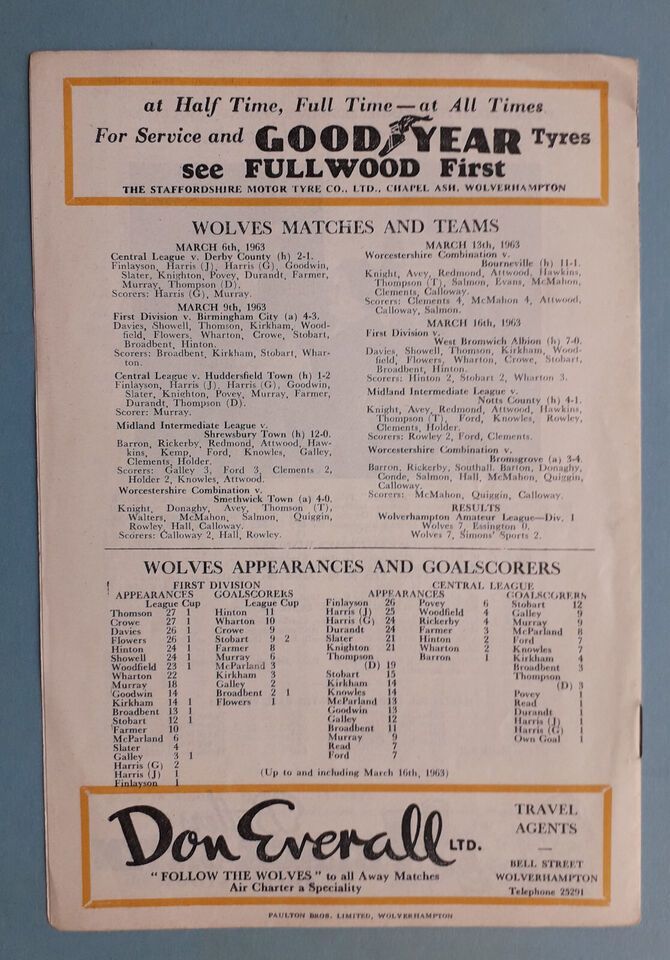 at Half Time, Full Time—at All Times
For Service and GOOD YEAR Tyres
see FULLWOOD First
THE STAFFORDSHIRE MOTOR TYRE CO., LTD., CHAPEL ASH, WOLVERHAMPTON
WOLVES MATCHES AND TEAMS
MARCH 6th, 1963
Central League v. Derby County (h) 2-1.
Finlayson, Harris (J), Harris (G), Goodwin,
Slater, Knighton, Povey, Durandt, Farmer,
Murray, Thompson (D).
Scorers: Harris (G), Murray.
MARCH 9th, 1963
First Division v. Birmingham City (a) 4-3.
Davies, Showell, Thomson, Kirkham, Wood-
field, Flowers, Wharton, Crowe, Stobart,
Broadbent, Hinton.
Scorers: Broadbent, Kirkham, Stobart, Whar-
ton.
Central League v. Huddersfield Town (h) 1-2
Finlayson, Harris (J), Harris (G), Goodwin,
Slater, Knighton, Povey, Murray, Farmer,
Durandt, Thompson (D).
Scorer: Murray.
Midland Intermediate League v.
Shrewsbury Town (h) 12-0.
Barron, Rickerby, Redmond, Attwood, Haw-
kins, Kemp, Ford, Knowles, Galley,
Clements, Holder.
Scorers: Galley 3, Ford 3, Clements 2,
Holder 2, Knowles, Attwood.
Worcestershire Combination v.
Smethwick Town (a) 4-0.
Knight, Donaghy, Avey, Thomson (T),
Walters, McMahon, Salmon, Quiggin,
Rowley, Hall, Calloway.
Scorers: Calloway 2, Hall, Rowley.
MARCH 13th, 1963
Worcestershire Combination v.
Bourneville (h) 11-1.
Knight, Avey, Redmond, Attwood, Hawkins,
Thompson (T), Salmon, Evans, McMahon,
Clements, Calloway.
Scorers: Clements 4, McMahon 4, Attwood,
Calloway, Salmon.
MARCH 16th, 1963
First Division v.
West Bromwich Albion (h) 7-0.
Davies, Showell, Thomson, Kirkham, Wood-
field, Flowers, Wharton, Crowe, Stobart,
Broadbent, Hinton.
Scorers: Hinton 2, Stobart 2, Wharton 3.
Midland Intermediate League v.
Notts County (h) 4-1.
Knight, Avey, Redmond, Attwood, Hawkins,
Thompson (T), Ford, Knowles, Rowley,
Clements, Holder.
Scorers: Rowley 2, Ford, Clements.
Worcestershire Combination v.
Bromsgrove (a) 3-4.
Barron, Rickerby, Southall, Barton, Donaghy,
Conde, Salmon, Hall, McMahon, Quiggin,
Calloway.
Scorers: McMahon, Quiggin, Calloway.
RESULTS
Wolverhampton Amateur League—Div. 1
Wolves 7, Essington 0.
Wolves 7, Simons' Sports 2.
WOLVES APPEARANCES AND GOALSCORERS
FIRST DIVISION
APPEARANCES
League Cup
Thomson 27 1
Crowe 27 1
Davies 26 1
Flowers 26 1
Hinton 24 1
Showell 24 1
Woodfield 23 1
Wharton 22
Murray 18
Goodwin 14
Kirkham 14 1
Broadbent 13 1
Stobart 12 1
Farmer 10
McParland 6
Slater 4
Galley 3 1
Harris (G) 2
Harris (J) 1
Finlayson 1
GOALSCORERS
League Cup
Hinton 11
Wharton 10
Crowe 9
Stobart 9 2
Farmer 8
Murray 6
McParland 3
Kirkham 3
Galley 2
Broadbent 2 1
Flowers 1
CENTRAL LEAGUE
APPEARANCES
Finlayson 26
Harris (J) 25
Harris (G) 24
Durandt 24
Slater 21
Knighton 21
Thompson
(D) 19
Stobart 15
Kirkham 14
Knowles 14
McParland 13
Goodwin 13
Galley 12
Broadbent 11
Murray 9
Read 7
Ford 7
Povey 6
Woodfield 4
Rickerby 4
Farmer 3
Hinton 2
Wharton 2
Barron 1
GOALSCORERS
Stobart 12
Galley 9
Murray 9
McParland 8
Ford 7
Knowles 7
Kirkham 4
Broadbent 3
Thompson
(D) 3
Povey 1
Read 1
Durandt 1
Harris (J) 1
Harris (G) 1
Own Goal 1
(Up to and including March 16th, 1963)
Don Everall LTD.
"FOLLOW THE WOLVES" to all Away Matches
Air Charter a Speciality
TRAVEL
AGENTS
—
BELL STREET
WOLVERHAMPTON
Telephone 25291
PAULTON BROS. LIMITED, WOLVERHAMPTON